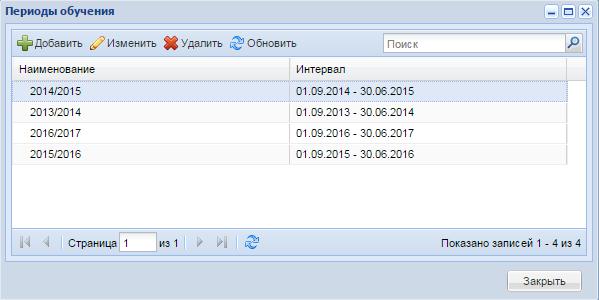 Периоды обучения
Добавить Изменить Удалить Обновить Поиск
Наименование Интервал
2014/2015 01.09.2014 - 30.06.2015
2013/2014 01.09.2013 - 30.06.2014
2016/2017 01.09.2016 - 30.06.2017
2015/2016 01.09.2015 - 30.06.2016
Страница 1 из 1 Показано записей 1 - 4 из 4
Закрыть